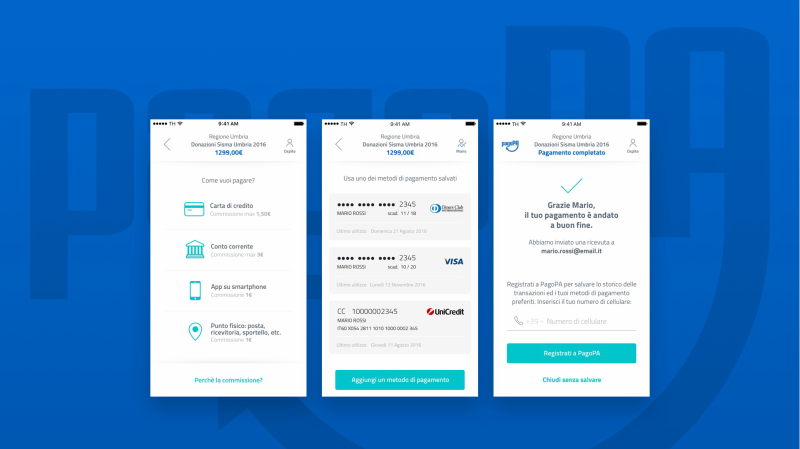 PagoPA
TH 9:41 AM
Regione Umbria
Donazioni Sisma Umbria 2016
1299,00€
Ospite
Come vuoi pagare?
Carta di credito
Commissione max 1,50€
Conto corrente
Commissione max 3€
App su smartphone
Commissione 1€
Punto fisico: posta,
ricevitoria, sportello, etc.
Commissione 1€
Perchè la commissione?
TH 9:41 AM
Regione Umbria
Donazioni Sisma Umbria 2016
1299,00€
Mario
Usa uno dei metodi di pagamento salvati
•••• •••• •••• 2345
Diners Club
MARIO ROSSI scad. 11 / 18
Ultimo utilizzo Domenica 21 Agosto 2016
•••• •••• •••• 2345
VISA
MARIO ROSSI scad. 10 / 20
Ultimo utilizzo Lunedì 12 Novembre 2016
CC 10000002345
UniCredit
MARIO ROSSI
IT60 X054 2811 1010 1000 0002 345
Ultimo utilizzo Giovedì 11 Agosto 2016
Aggiungi un metodo di pagamento
TH 9:41 AM
pagoPA
Regione Umbria
Donazioni Sisma Umbria 2016
Pagamento completato
Ospite
Grazie Mario,
il tuo pagamento è andato
a buon fine.
Abbiamo inviato una ricevuta a
mario.rossi@email.it
Registrati a PagoPA per salvare lo storico delle
transazioni ed i tuoi metodi di pagamento
preferiti. Inserisci il tuo numero di cellulare:
+39 - Numero di cellulare
Registrati a PagoPA
Chiudi senza salvare